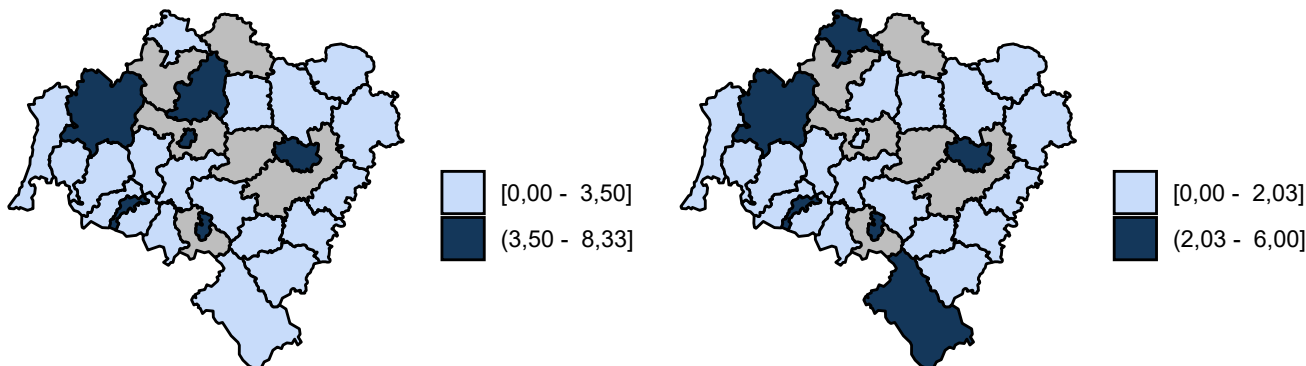 [0,00 - 3,50]
(3,50 - 8,33]
[0,00 - 2,03]
(2,03 - 6,00]